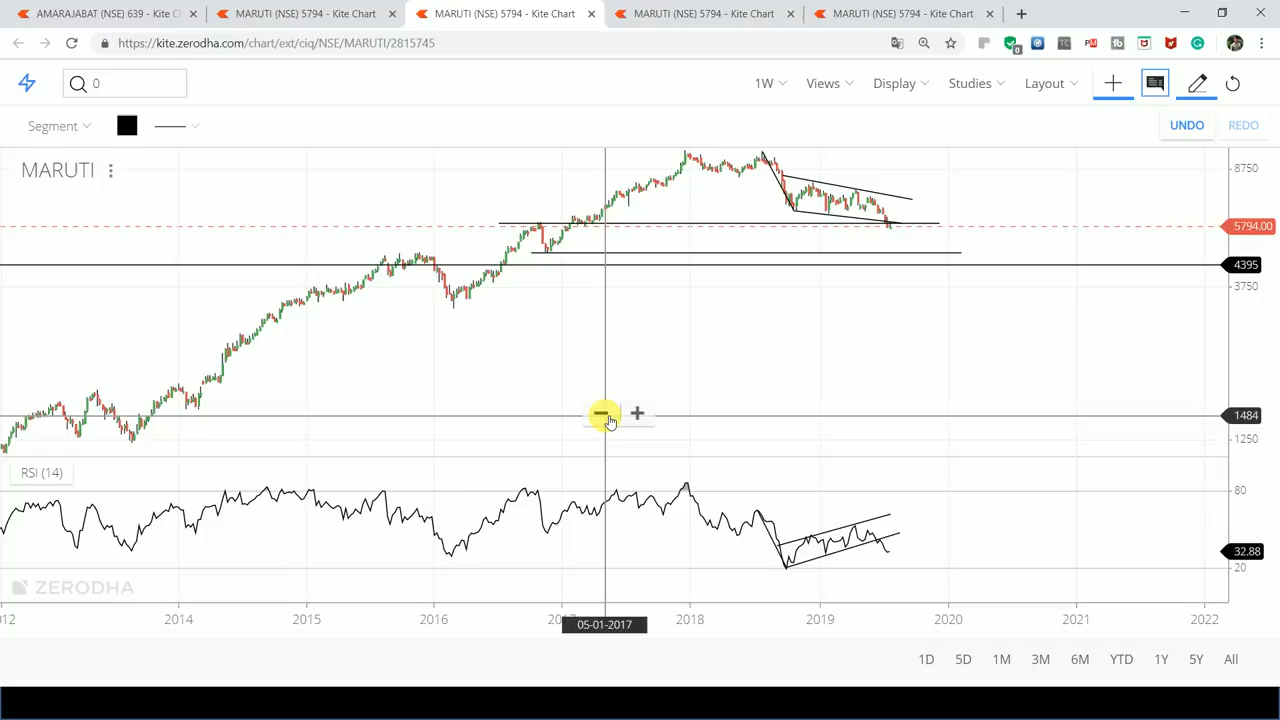 AMARAJABAT (NSE) 639 - Kite C
MARUTI (NSE) 5794 - Kite Chart
MARUTI (NSE) 5794 - Kite Chart
MARUTI (NSE) 5794 - Kite Chart
MARUTI (NSE) 5794 - Kite Chart
https://kite.zerodha.com/chart/ext/ciq/NSE/MARUTI/2815745
0
1W
Views
Display
Studies
Layout
Segment
UNDO
REDO
MARUTI
8750
5794.00
4395
3750
1484
1250
RSI (14)
80
32.88
20
ZERODHA
012
2014
2015
2016
2017
2018
2019
2020
2021
2022
05-01-2017
1D
5D
1M
3M
6M
YTD
1Y
5Y
All